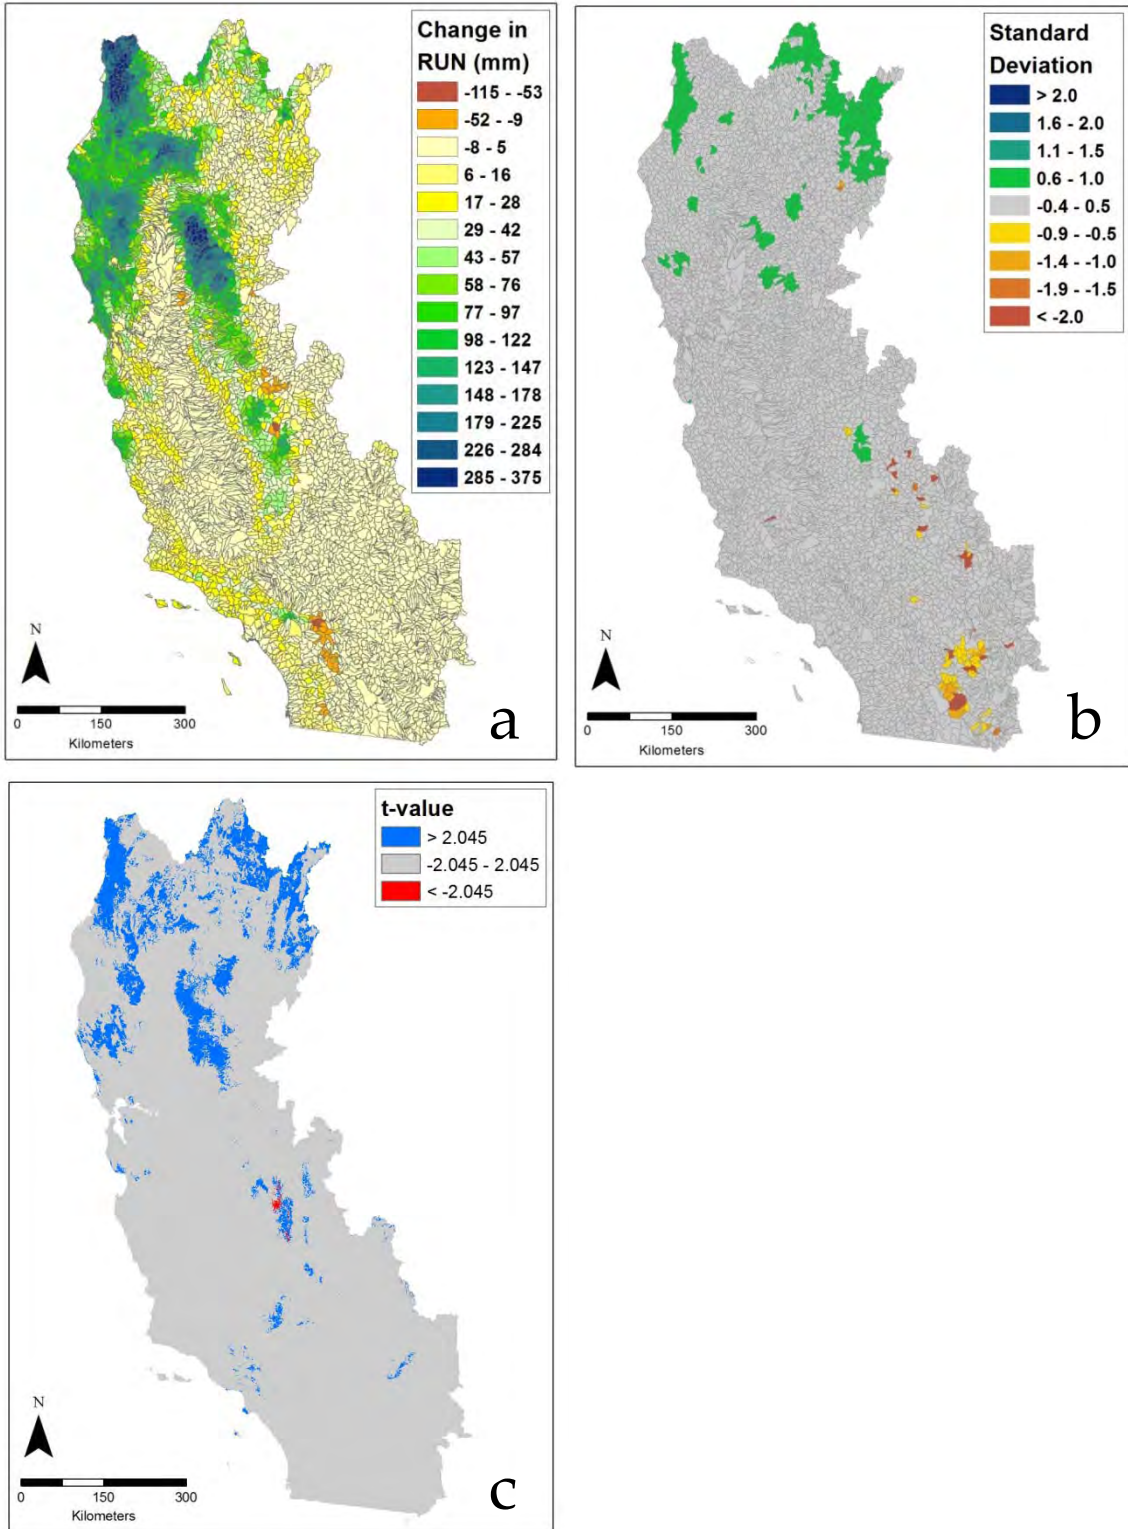 Change in
RUN (mm)
-115 - -53
-52 - -9
-8 - 5
6 - 16
17 - 28
29 - 42
43 - 57
58 - 76
77 - 97
98 - 122
123 - 147
148 - 178
179 - 225
226 - 284
285 - 375
N
0 150 300
Kilometers
a
Standard
Deviation
> 2.0
1.6 - 2.0
1.1 - 1.5
0.6 - 1.0
-0.4 - 0.5
-0.9 - -0.5
-1.4 - -1.0
-1.9 - -1.5
< -2.0
N
0 150 300
Kilometers
b
t-value
> 2.045
-2.045 - 2.045
< -2.045
N
0 150 300
Kilometers
c